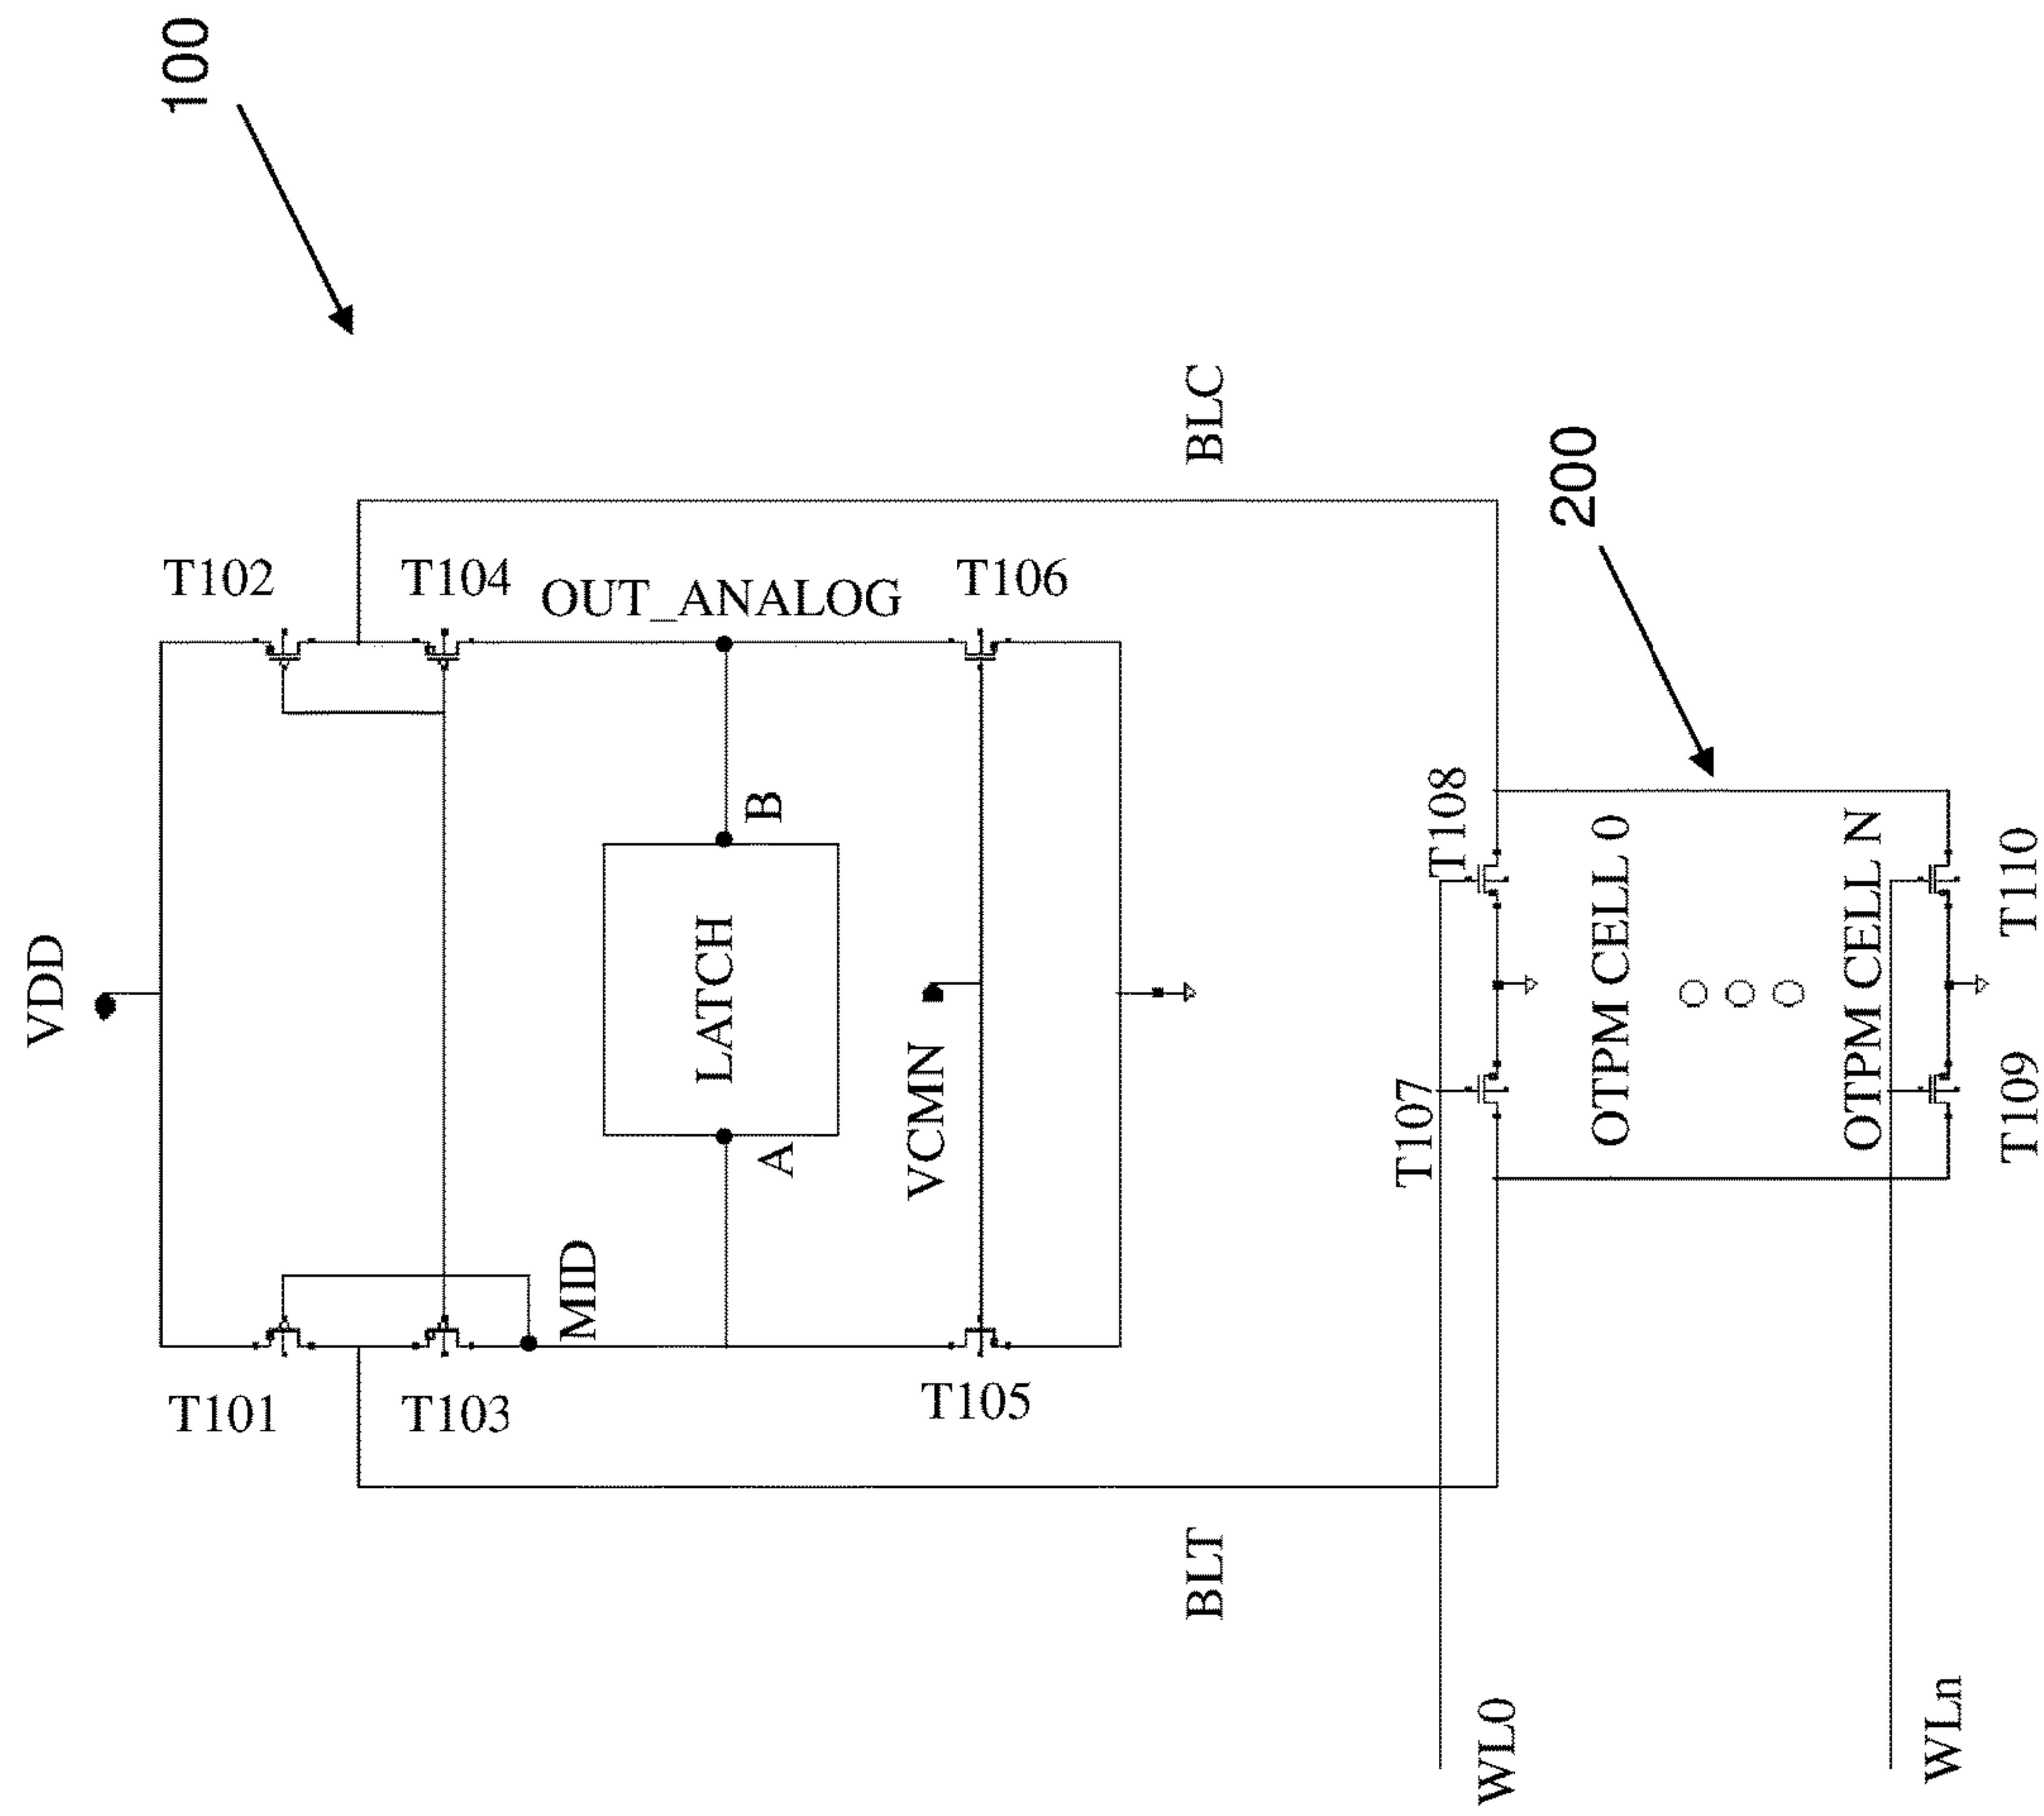 100
VDD
T102
T104
OUT_ANALOG
T106
T101
T103
MID
T105
LATCH
A
B
VCMN
BLC
BLT
200
T107
T108
OTPM CELL 0
OTPM CELL N
T109
T110
WL0
WLn